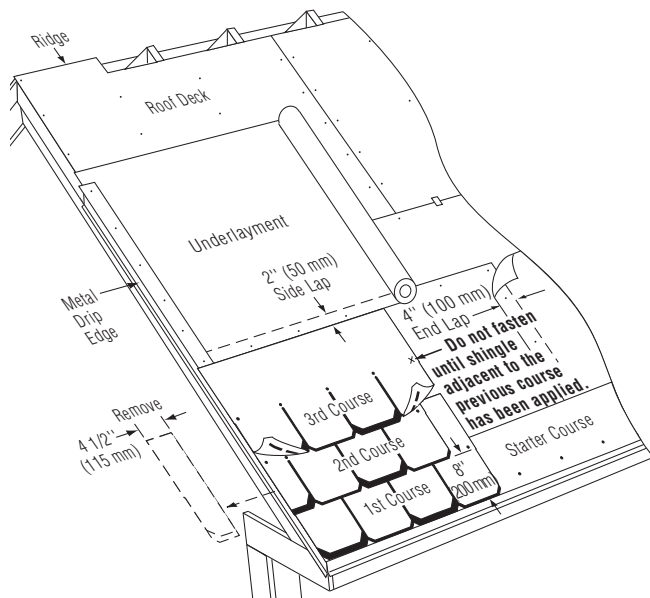 Ridge
Roof Deck
Underlayment
2" (50 mm)
Side Lap
Metal
Drip
Edge
4" (100 mm)
End Lap
x
Do not fasten
until shingle
adjacent to the
previous course
has been applied.
Remove
4 1/2"
(115 mm)
3rd Course
2nd Course
1st Course
8"
200mm
Starter Course